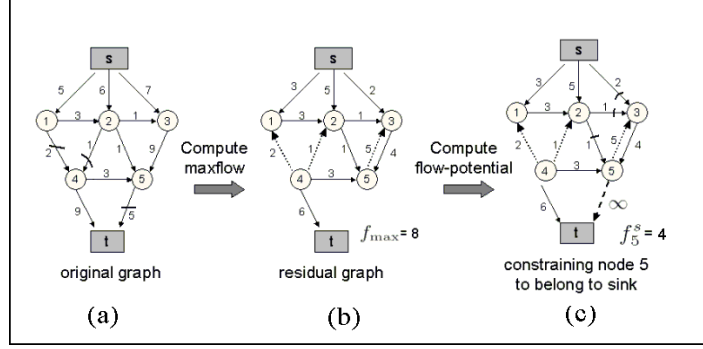 s
s
s
5 6 7
3 5 7
3 5 2
1 3 2 1 3
1 3 2 1 3
1 3 2 1 3
2 1 1 9
2 1 1 5 4
2 1 1 5 4
4 3 5
4 3 5
4 3 5
Compute
maxflow
Compute
flow-potential
9 5
6
6 ∞
t
t
t
f_max = 8
f_5^s = 4
original graph
residual graph
constraining node 5
to belong to sink
(a)
(b)
(c)